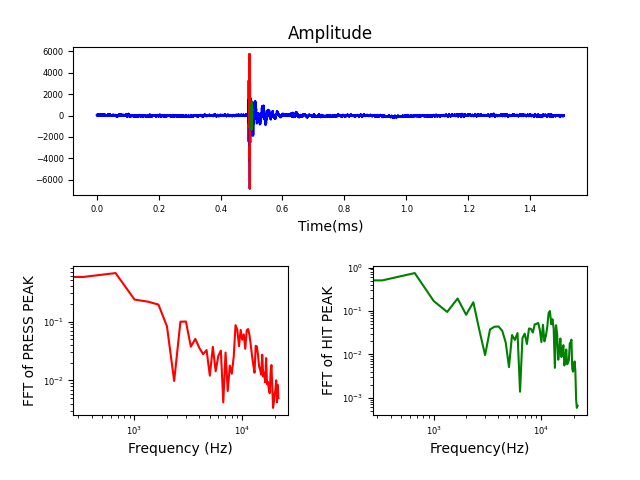 Amplitude
6000
4000
2000
0
−2000
−4000
−6000
0.0 0.2 0.4 0.6 0.8 1.0 1.2 1.4
Time(ms)
FFT of PRESS PEAK
10⁻¹
10⁻²
10³ 10⁴
Frequency (Hz)
FFT of HIT PEAK
10⁰
10⁻¹
10⁻²
10⁻³
10³ 10⁴
Frequency(Hz)